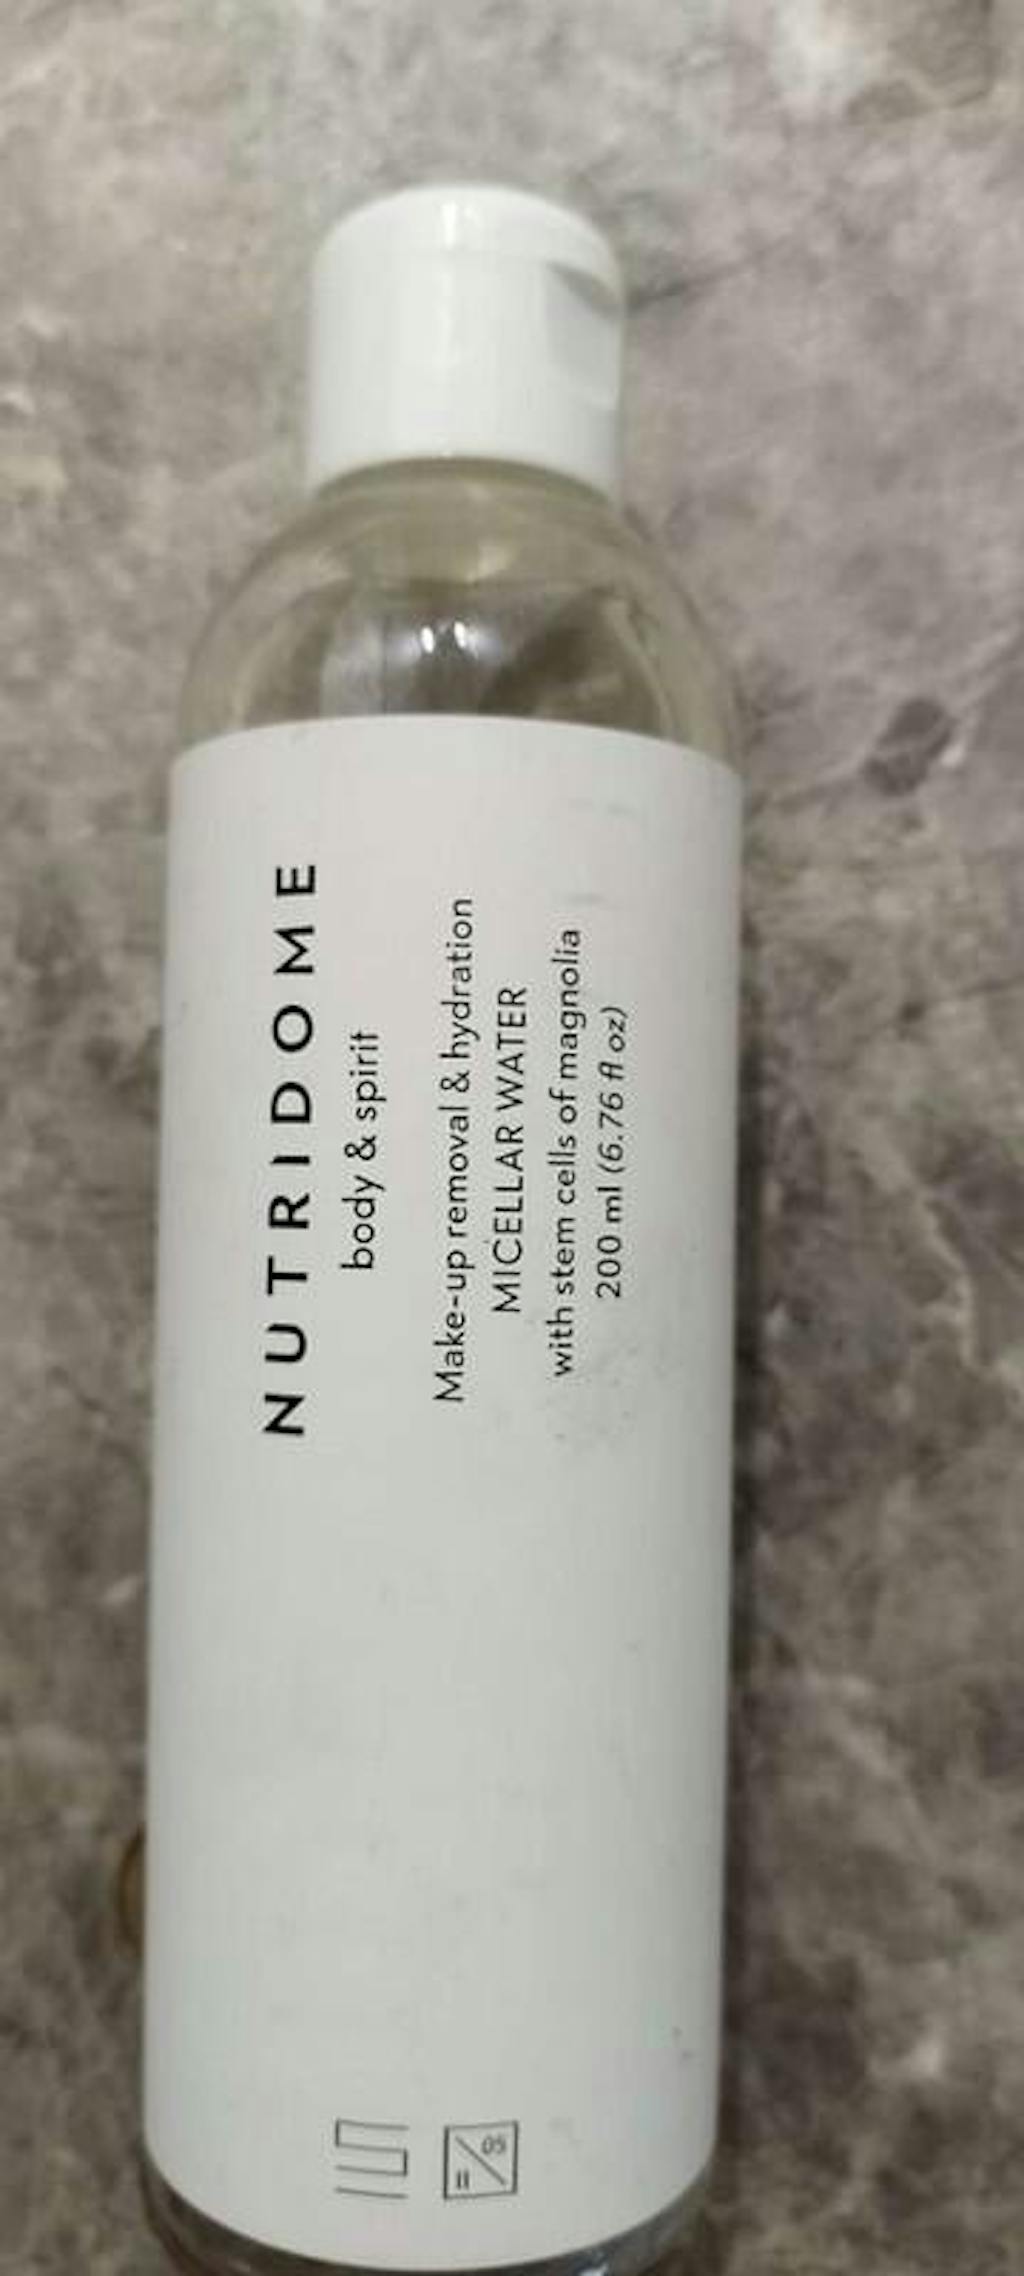 NUTRIDOME
body & spirit
Make-up removal & hydration
MICELLAR WATER
with stem cells of magnolia
200 ml (6.76 fl oz)
05